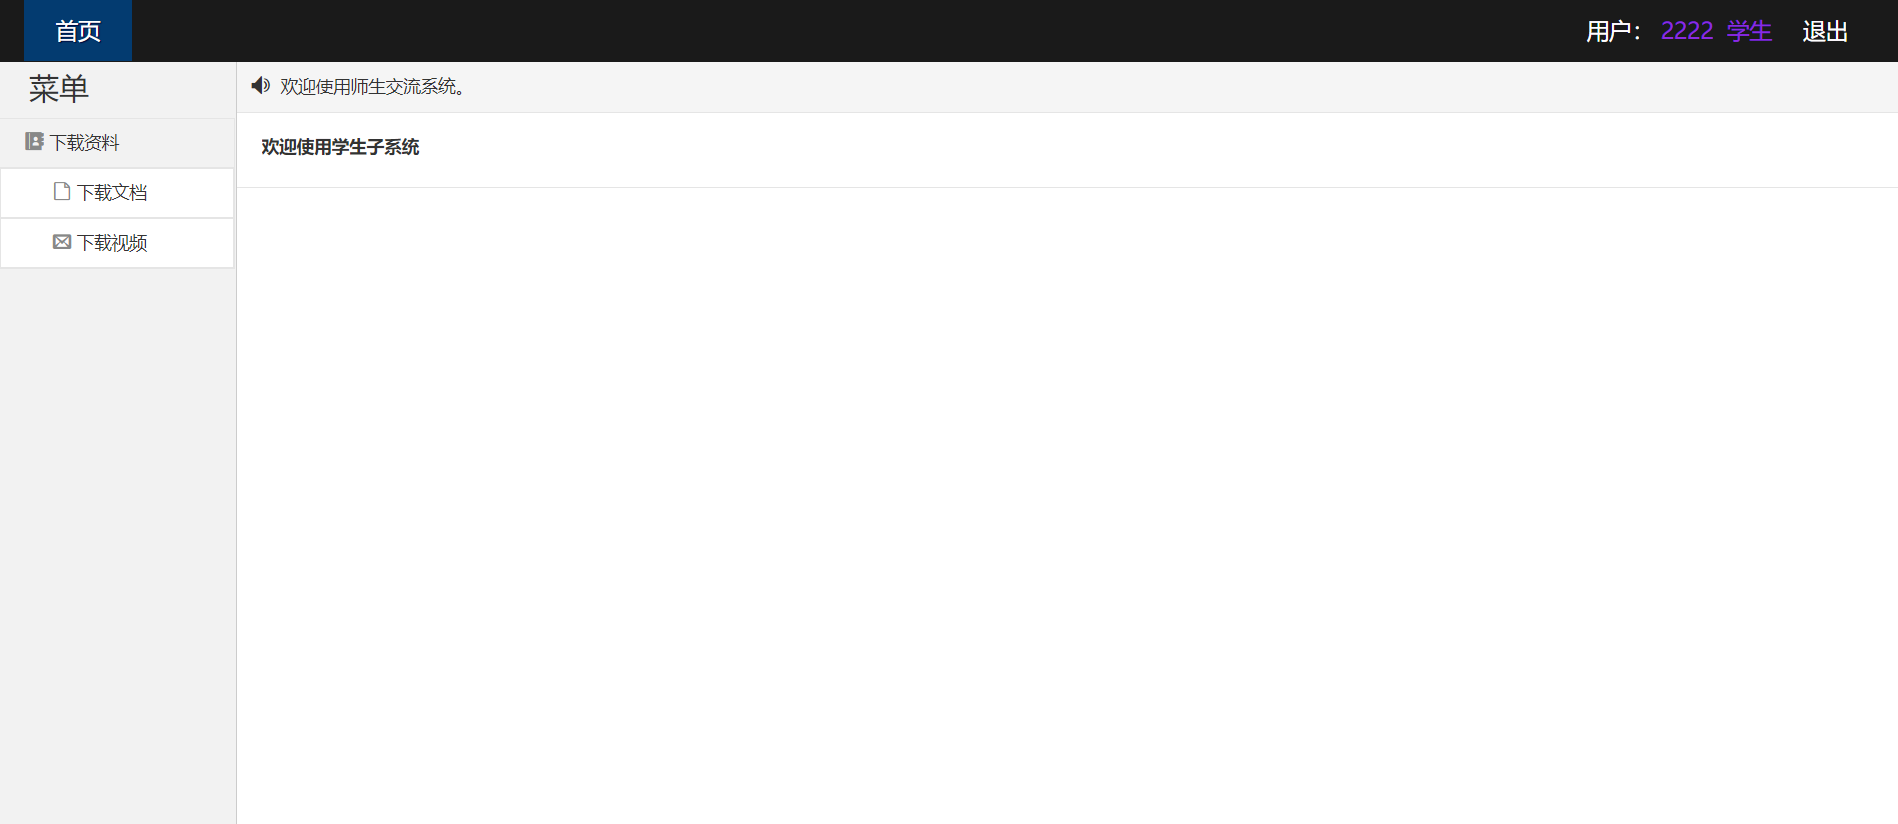 首页
用户： 2222 学生 退出
菜单
欢迎使用师生交流系统。
下载资料
欢迎使用学生子系统
下载文档
下载视频